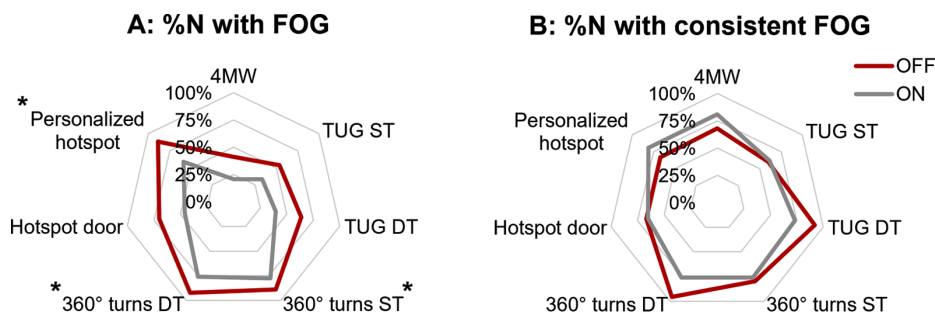 A: %N with FOG
4MW
100%
75%
50%
25%
0%
TUG ST
TUG DT
360° turns ST
*
360° turns DT
*
Hotspot door
Personalized
hotspot
*
B: %N with consistent FOG
OFF
ON
4MW
100%
75%
50%
25%
0%
TUG ST
TUG DT
360° turns ST
360° turns DT
Hotspot door
Personalized
hotspot